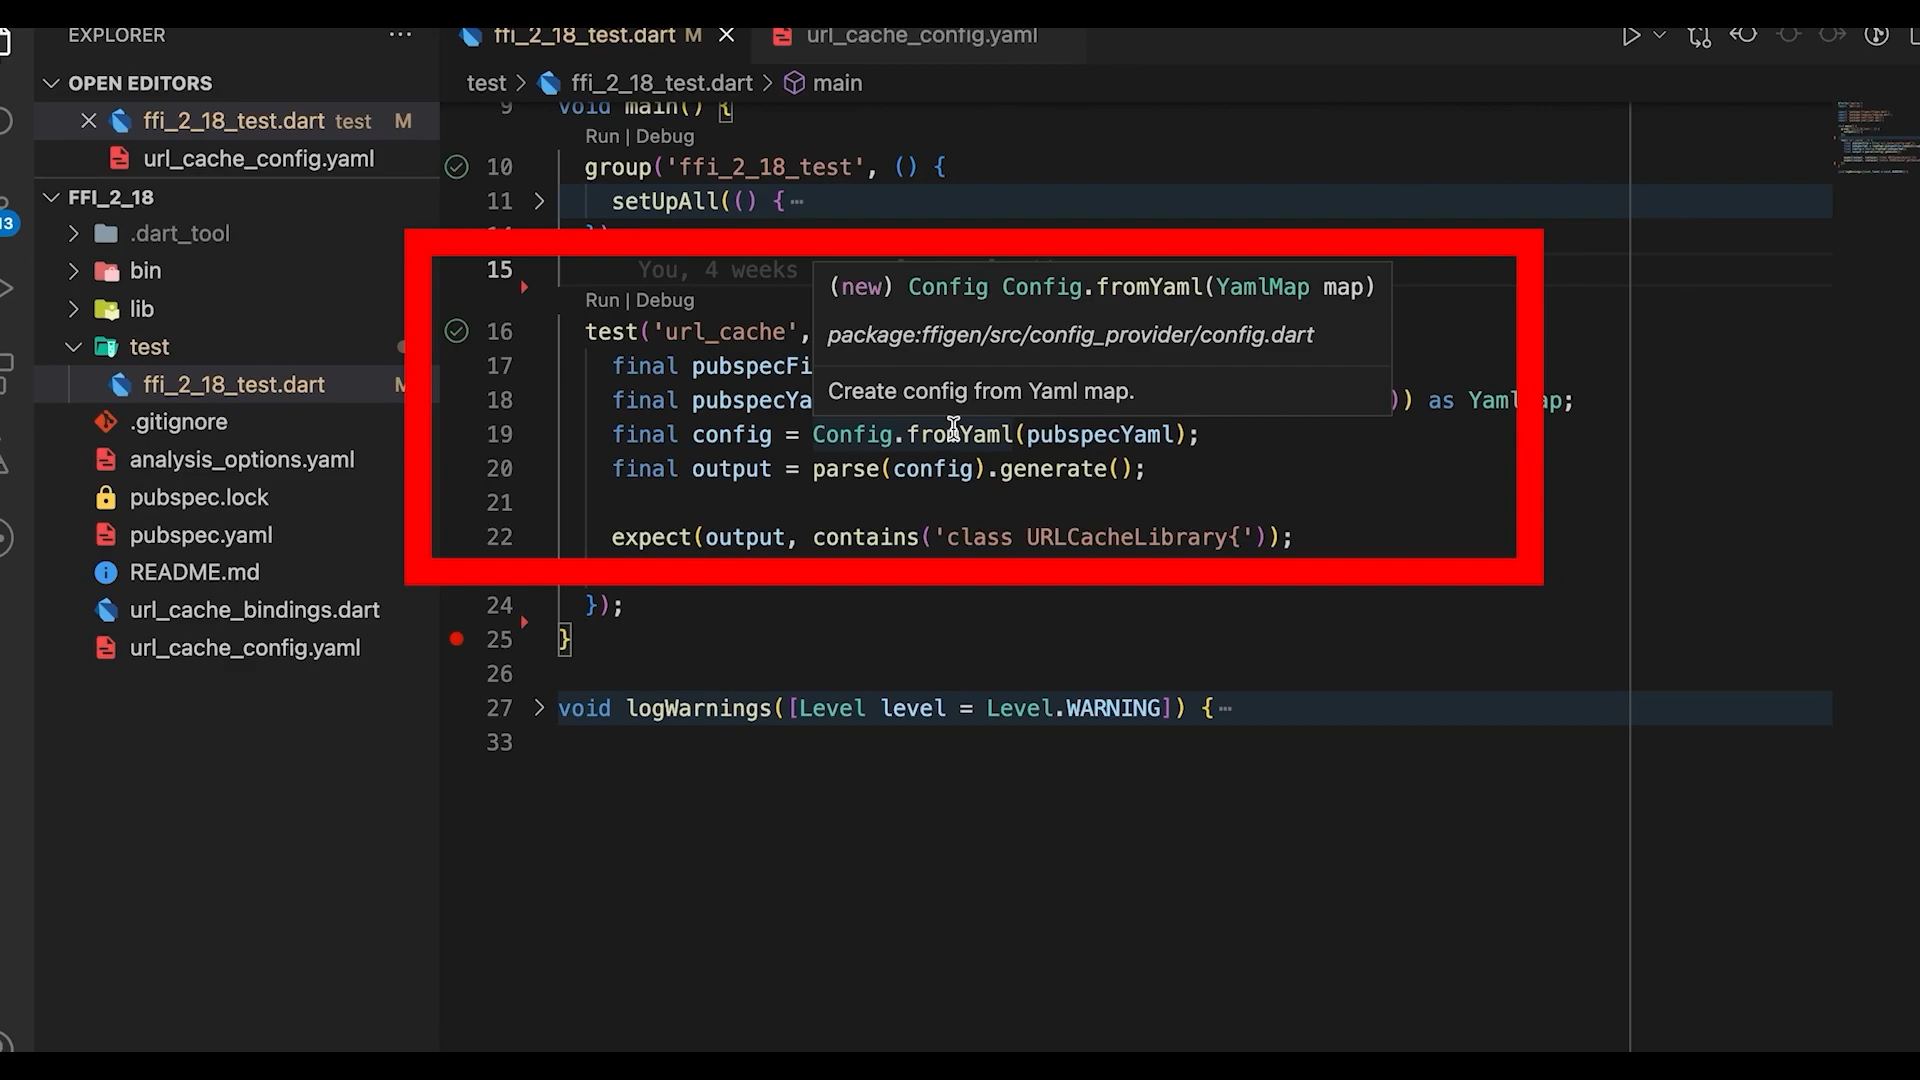 EXPLORER
ffi_2_18_test.dart M
url_cache_config.yaml
OPEN EDITORS
ffi_2_18_test.dart test M
url_cache_config.yaml
FFI_2_18
.dart_tool
bin
lib
test
ffi_2_18_test.dart M
.gitignore
analysis_options.yaml
pubspec.lock
pubspec.yaml
README.md
url_cache_bindings.dart
url_cache_config.yaml
13
test > ffi_2_18_test.dart > main
9 void main() {
Run | Debug
10 group('ffi_2_18_test', () {
11 setUpAll(() {…
15 You, 4 weeks
(new) Config Config.fromYaml(YamlMap map)
package:ffigen/src/config_provider/config.dart
Create config from Yaml map.
Run | Debug
16 test('url_cache',
17 final pubspecFi
18 final pubspecYa )) as Yaml ap;
19 final config = Config.fromYaml(pubspecYaml);
20 final output = parse(config).generate();
21
22 expect(output, contains('class URLCacheLibrary{'));
24 });
25 }
26
27 void logWarnings([Level level = Level.WARNING]) {…
33